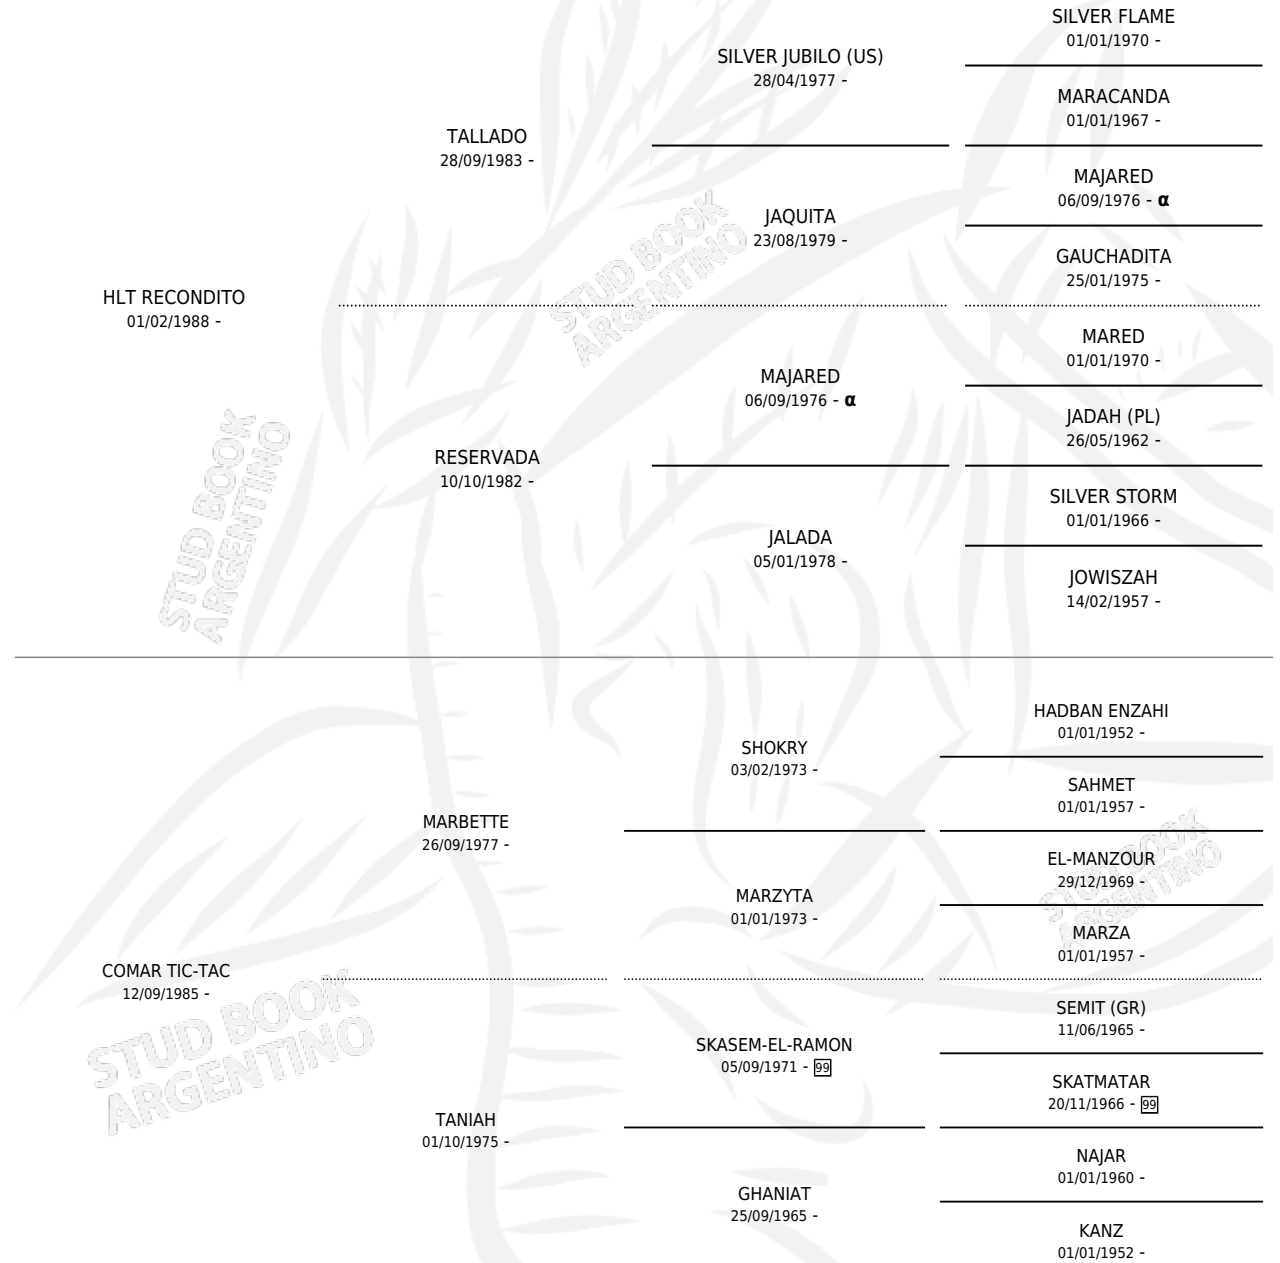 SILVER FLAME
01/01/1970 -
SILVER JUBILO (US)
28/04/1977 -
MARACANDA
01/01/1967 -
TALLADO
28/09/1983 -
MAJARED
06/09/1976 - α
JAQUITA
23/08/1979 -
GAUCHADITA
25/01/1975 -
HLT RECONDITO
01/02/1988 -
MARED
01/01/1970 -
MAJARED
06/09/1976 - α
JADAH (PL)
26/05/1962 -
RESERVADA
10/10/1982 -
SILVER STORM
01/01/1966 -
JALADA
05/01/1978 -
JOWISZAH
14/02/1957 -
STUD BOOK
ARGENTINO
STUD BOOK
ARGENTINO
HADBAN ENZAHI
01/01/1952 -
SHOKRY
03/02/1973 -
SAHMET
01/01/1957 -
MARBETTE
26/09/1977 -
EL-MANZOUR
29/12/1969 -
MARZYTA
01/01/1973 -
MARZA
01/01/1957 -
COMAR TIC-TAC
12/09/1985 -
SEMIT (GR)
11/06/1965 -
SKASEM-EL-RAMON
05/09/1971 - 99
SKATMATAR
20/11/1966 - 99
TANIAH
01/10/1975 -
NAJAR
01/01/1960 -
GHANIAT
25/09/1965 -
KANZ
01/01/1952 -
STUD BOOK
ARGENTINO
STUD BOOK
ARGENTINO